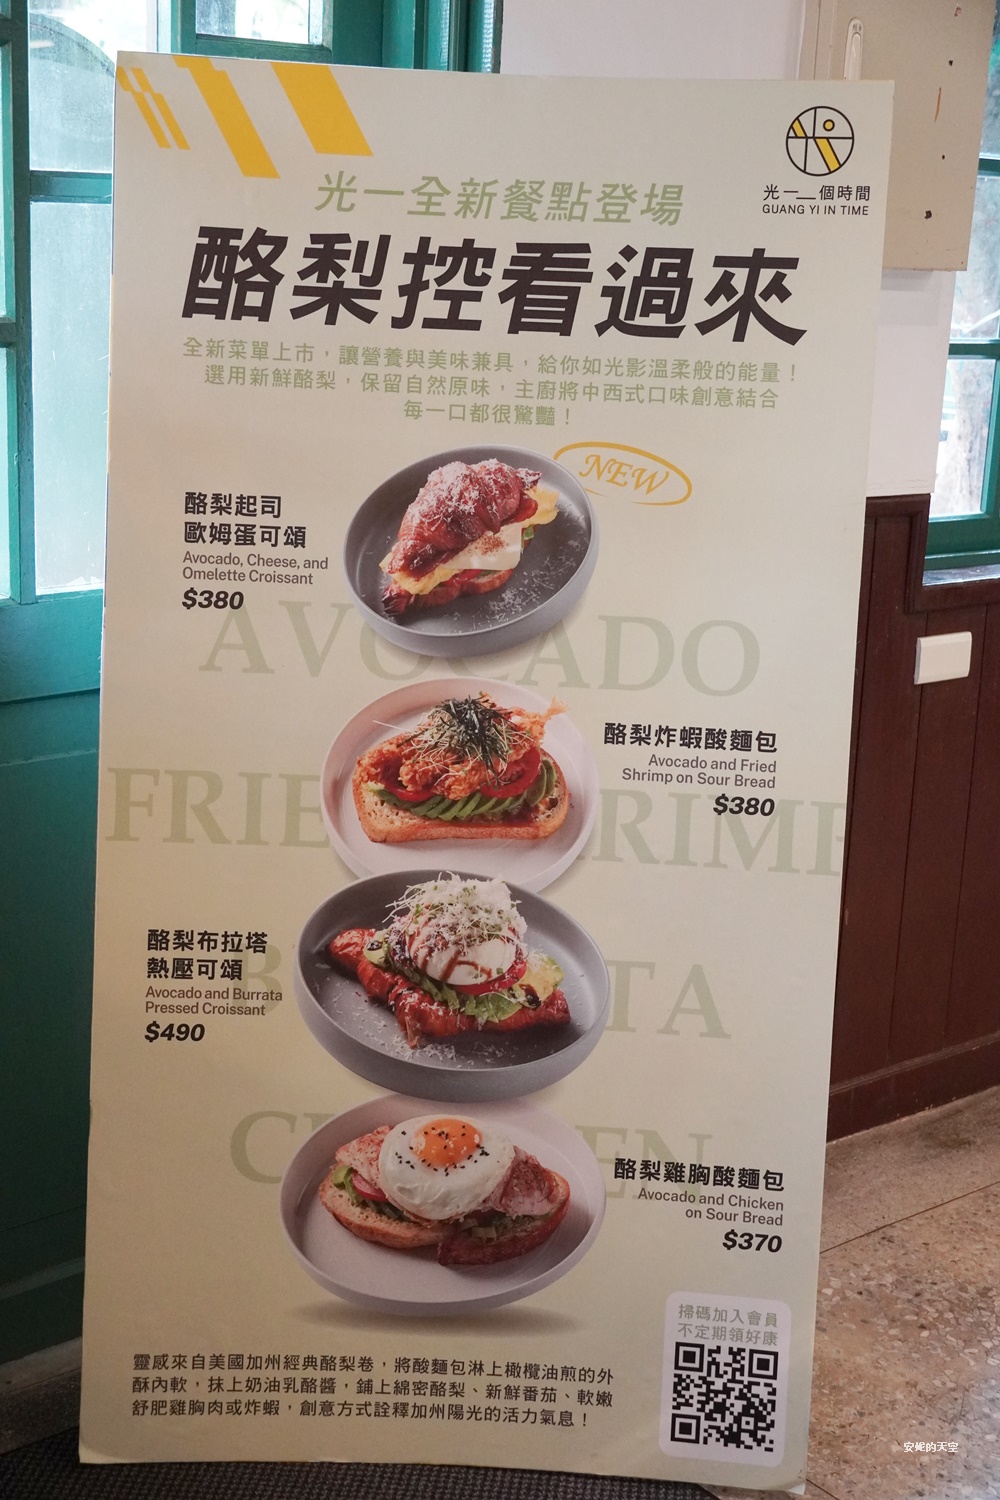 光一__個時間
GUANG YI IN TIME
光一全新餐點登場
酪梨控看過來
全新菜單上市，讓營養與美味兼具，給你如光影溫柔般的能量！
選用新鮮酪梨，保留自然原味，主廚將中西式口味創意結合
每一口都很驚豔！
NEW
酪梨起司
歐姆蛋可頌
Avocado, Cheese, and
Omelette Croissant
$380
AVOCADO
酪梨炸蝦酸麵包
Avocado and Fried
Shrimp on Sour Bread
$380
酪梨布拉塔
熱壓可頌
Avocado and Burrata
Pressed Croissant
$490
酪梨雞胸酸麵包
Avocado and Chicken
on Sour Bread
$370
掃碼加入會員
不定期領好康
靈感來自美國加州經典酪梨卷，將酸麵包淋上橄欖油煎的外
酥內軟，抹上奶油乳酪醬，鋪上綿密酪梨、新鮮番茄、軟嫩
舒肥雞胸肉或炸蝦，創意方式詮釋加州陽光的活力氣息！
安妮的天空